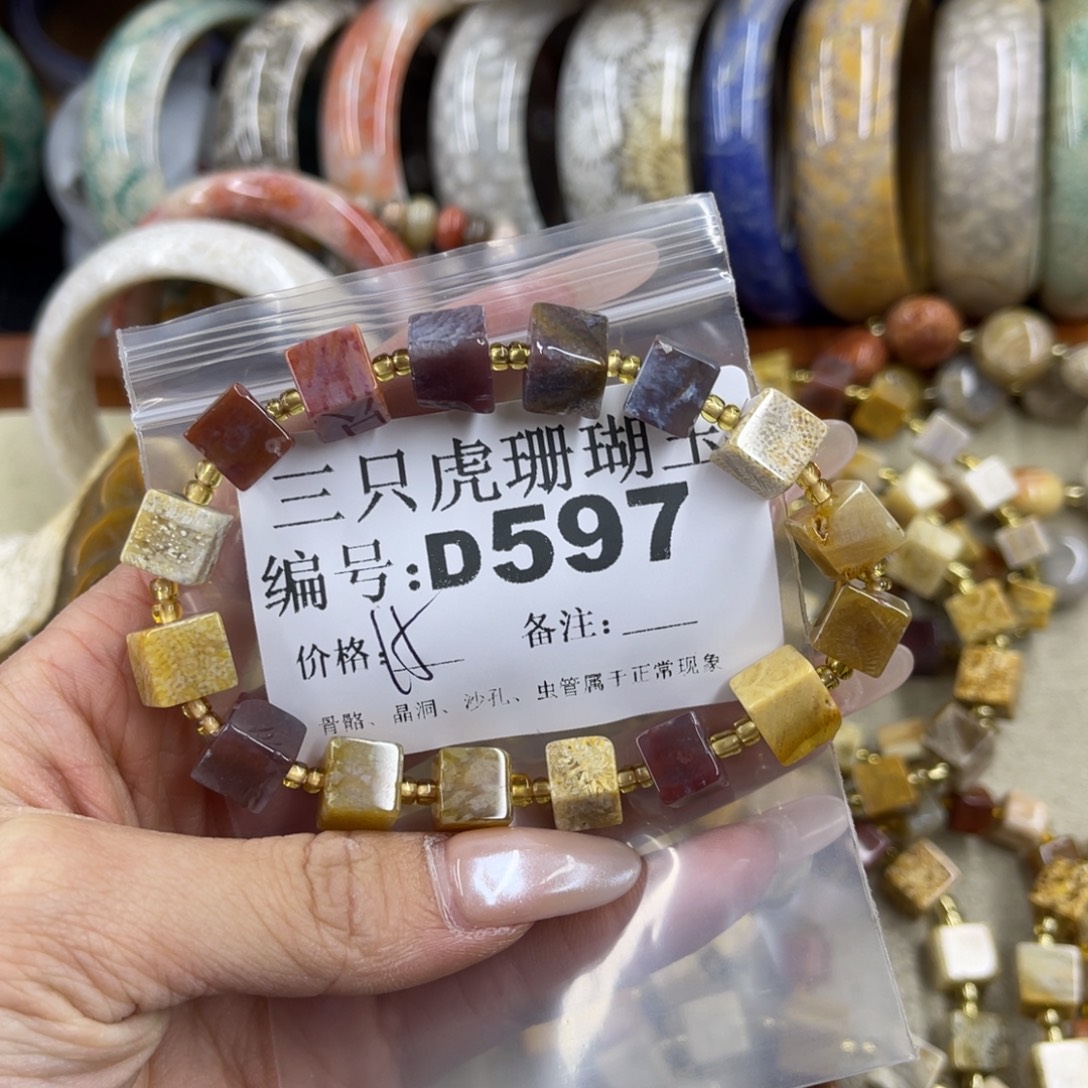 三只虎珊瑚玉
编号:D597
价格: 备注:
骨骼、晶洞、沙孔、虫管属于正常现象